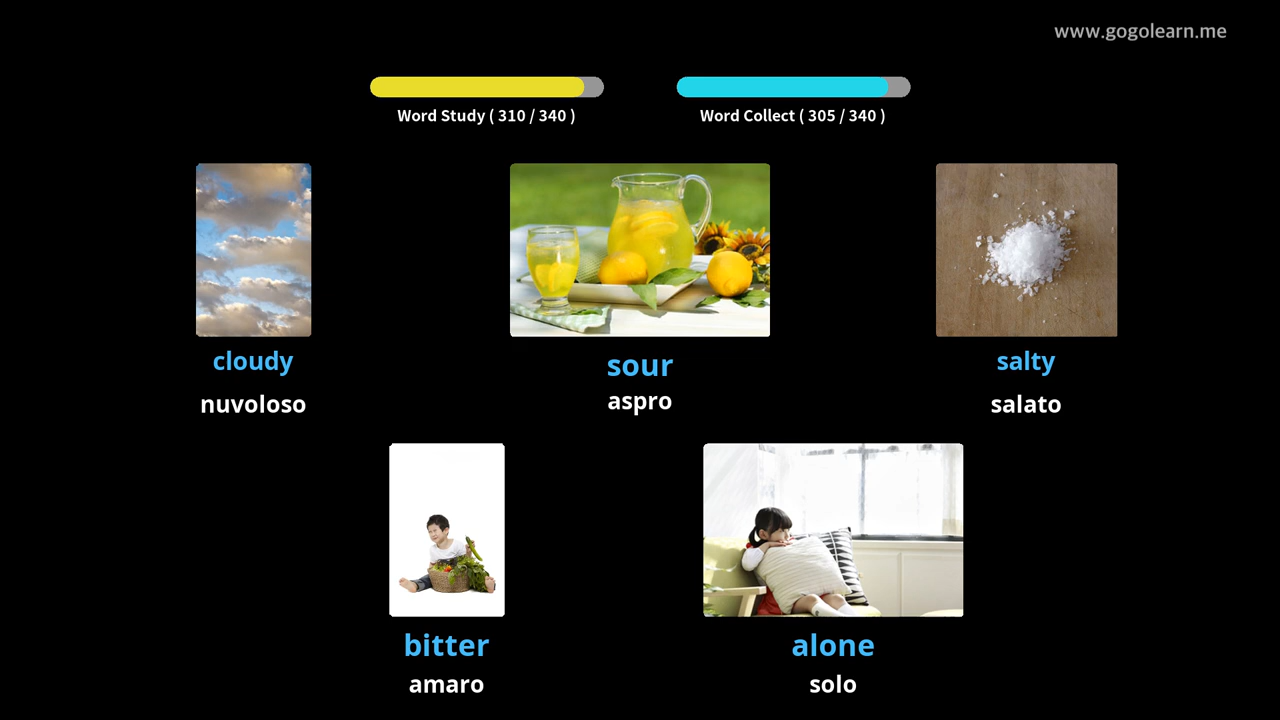 www.gogolearn.me
Word Study ( 310 / 340 )
Word Collect ( 305 / 340 )
cloudy
nuvoloso
sour
aspro
salty
salato
bitter
amaro
alone
solo